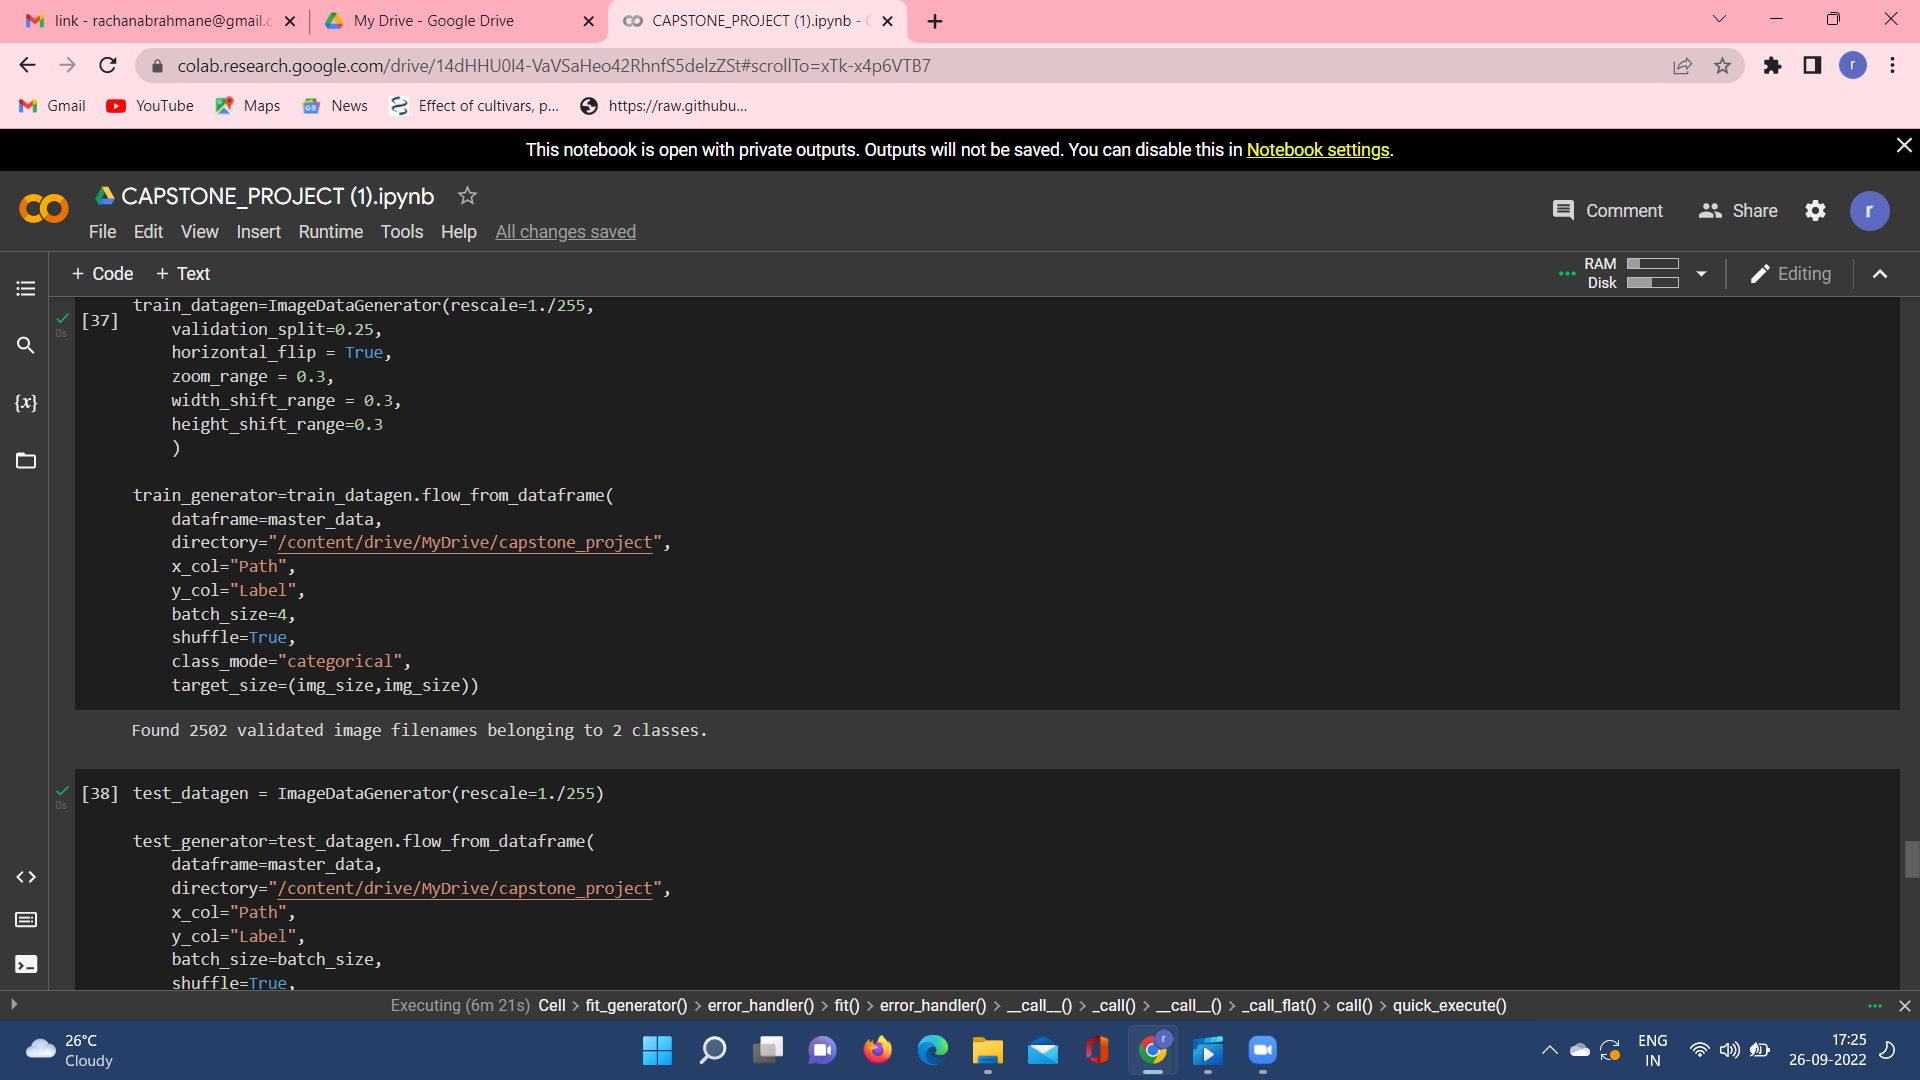 link - rachanabrahmane@gmail.c
My Drive - Google Drive
CAPSTONE_PROJECT (1).ipynb -
colab.research.google.com/drive/14dHHU0I4-VaVSaHeo42RhnfS5delzZSt#scrollTo=xTk-x4p6VTB7
r
Gmail
YouTube
Maps
News
Effect of cultivars, p...
https://raw.githubu...
This notebook is open with private outputs. Outputs will not be saved. You can disable this in Notebook settings.
CAPSTONE_PROJECT (1).ipynb
Comment
Share
r
File Edit View Insert Runtime Tools Help All changes saved
+ Code + Text
RAM
Disk
Editing
[37]
0s
train_datagen=ImageDataGenerator(rescale=1./255,
validation_split=0.25,
horizontal_flip = True,
zoom_range = 0.3,
width_shift_range = 0.3,
height_shift_range=0.3
)
train_generator=train_datagen.flow_from_dataframe(
dataframe=master_data,
directory="/content/drive/MyDrive/capstone_project",
x_col="Path",
y_col="Label",
batch_size=4,
shuffle=True,
class_mode="categorical",
target_size=(img_size,img_size))
Found 2502 validated image filenames belonging to 2 classes.
[38] test_datagen = ImageDataGenerator(rescale=1./255)
0s
test_generator=test_datagen.flow_from_dataframe(
dataframe=master_data,
directory="/content/drive/MyDrive/capstone_project",
x_col="Path",
y_col="Label",
batch_size=batch_size,
shuffle=True,
Executing (6m 21s) Cell > fit_generator() > error_handler() > fit() > error_handler() > __call__() > _call() > __call__() > _call_flat() > call() > quick_execute()
26°C
Cloudy
ENG
IN
17:25
26-09-2022